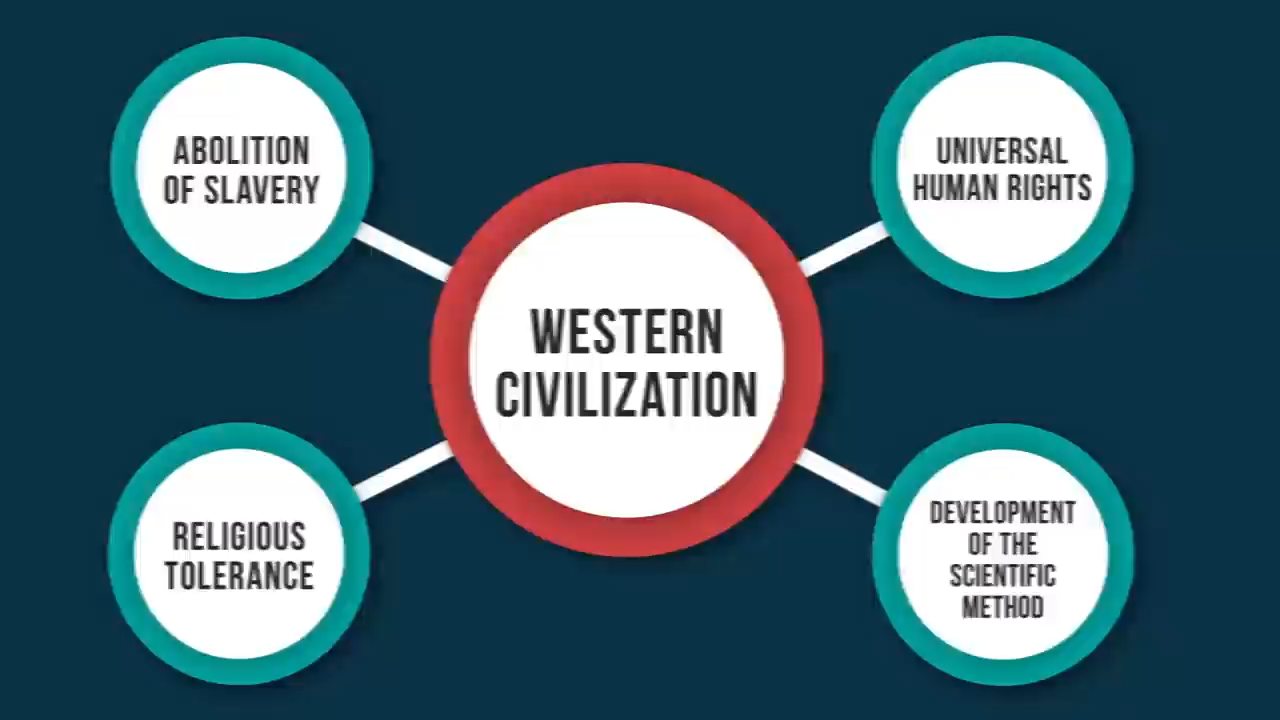 ABOLITION
OF SLAVERY
UNIVERSAL
HUMAN RIGHTS
WESTERN
CIVILIZATION
RELIGIOUS
TOLERANCE
DEVELOPMENT
OF THE
SCIENTIFIC
METHOD